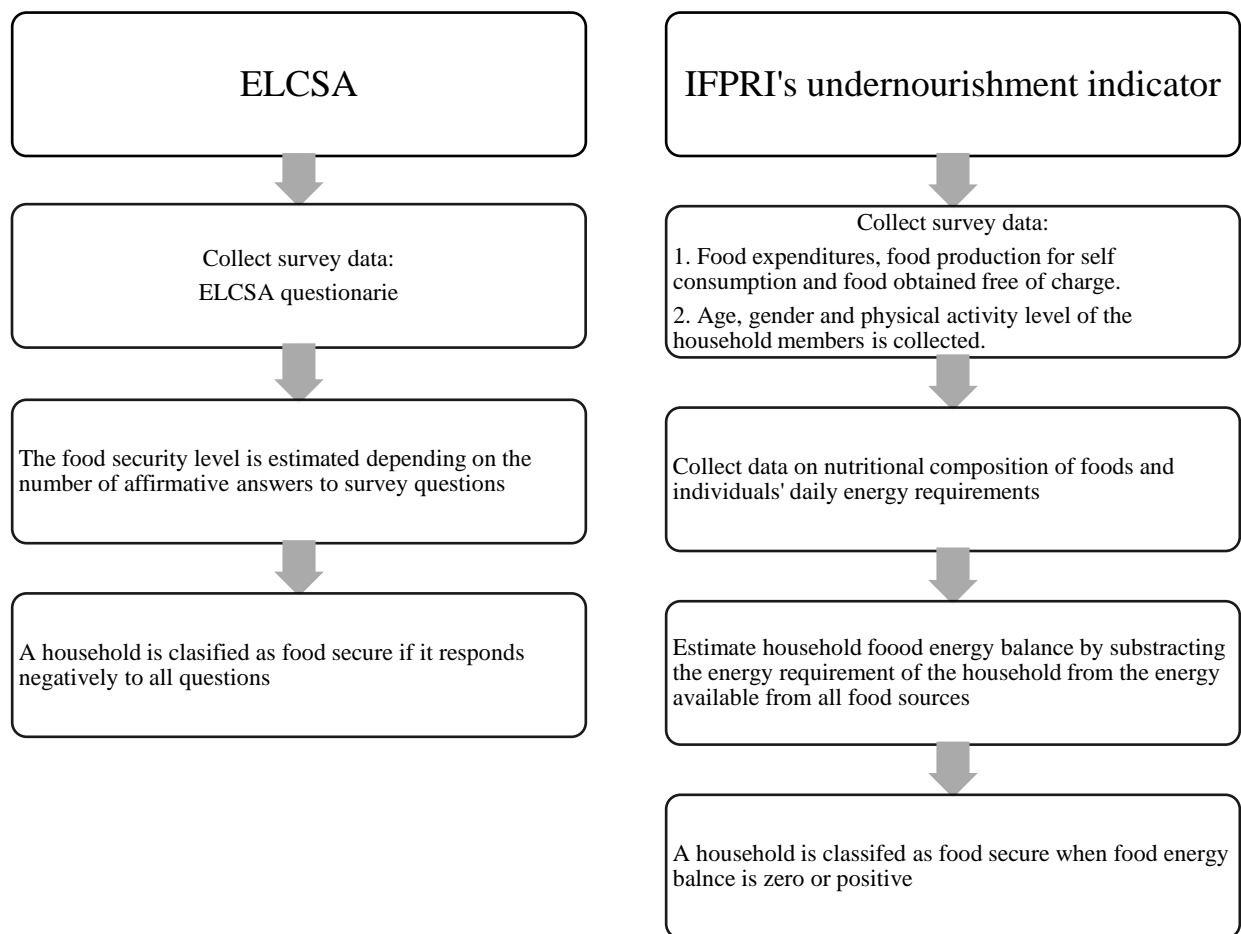 ELCSA
Collect survey data:
ELCSA questionarie
The food security level is estimated depending on the
number of affirmative answers to survey questions
A household is clasified as food secure if it responds
negatively to all questions
IFPRI's undernourishment indicator
Collect survey data:
1. Food expenditures, food production for self
consumption and food obtained free of charge.
2. Age, gender and physical activity level of the
household members is collected.
Collect data on nutritional composition of foods and
individuals' daily energy requirements
Estimate household foood energy balance by substracting
the energy requirement of the household from the energy
available from all food sources
A household is classifed as food secure when food energy
balnce is zero or positive